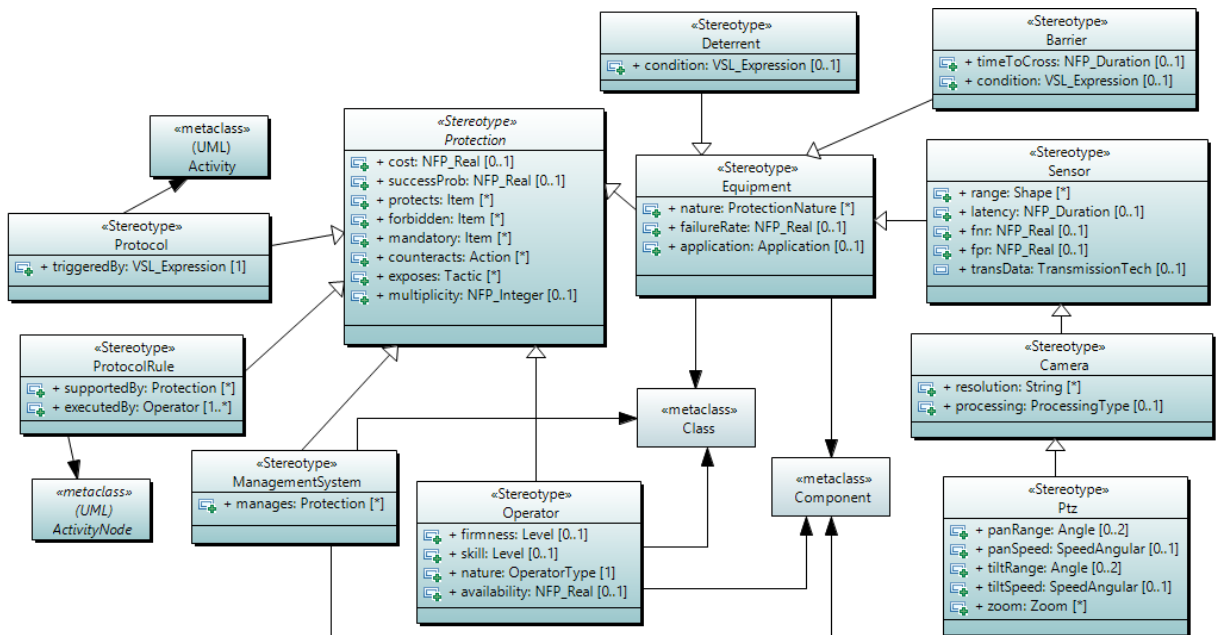 «Stereotype»
Deterrent
+ condition: VSL_Expression [0..1]
«Stereotype»
Barrier
+ timeToCross: NFP_Duration [0..1]
+ condition: VSL_Expression [0..1]
«metaclass»
(UML)
Activity
«Stereotype»
Protection
+ cost: NFP_Real [0..1]
+ successProb: NFP_Real [0..1]
+ protects: Item [*]
+ forbidden: Item [*]
+ mandatory: Item [*]
+ counteracts: Action [*]
+ exposes: Tactic [*]
+ multiplicity: NFP_Integer [0..1]
«Stereotype»
Equipment
+ nature: ProtectionNature [*]
+ failureRate: NFP_Real [0..1]
+ application: Application [0..1]
«Stereotype»
Sensor
+ range: Shape [*]
+ latency: NFP_Duration [0..1]
+ fnr: NFP_Real [0..1]
+ fpr: NFP_Real [0..1]
+ transData: TransmissionTech [0..1]
«Stereotype»
Protocol
+ triggeredBy: VSL_Expression [1]
«Stereotype»
ProtocolRule
+ supportedBy: Protection [*]
+ executedBy: Operator [1..*]
«Stereotype»
Camera
+ resolution: String [*]
+ processing: ProcessingType [0..1]
«metaclass»
Class
«metaclass»
(UML)
ActivityNode
«Stereotype»
ManagementSystem
+ manages: Protection [*]
«metaclass»
Component
«Stereotype»
Operator
+ firmness: Level [0..1]
+ skill: Level [0..1]
+ nature: OperatorType [1]
+ availability: NFP_Real [0..1]
«Stereotype»
Ptz
+ panRange: Angle [0..2]
+ panSpeed: SpeedAngular [0..1]
+ tiltRange: Angle [0..2]
+ tiltSpeed: SpeedAngular [0..1]
+ zoom: Zoom [*]